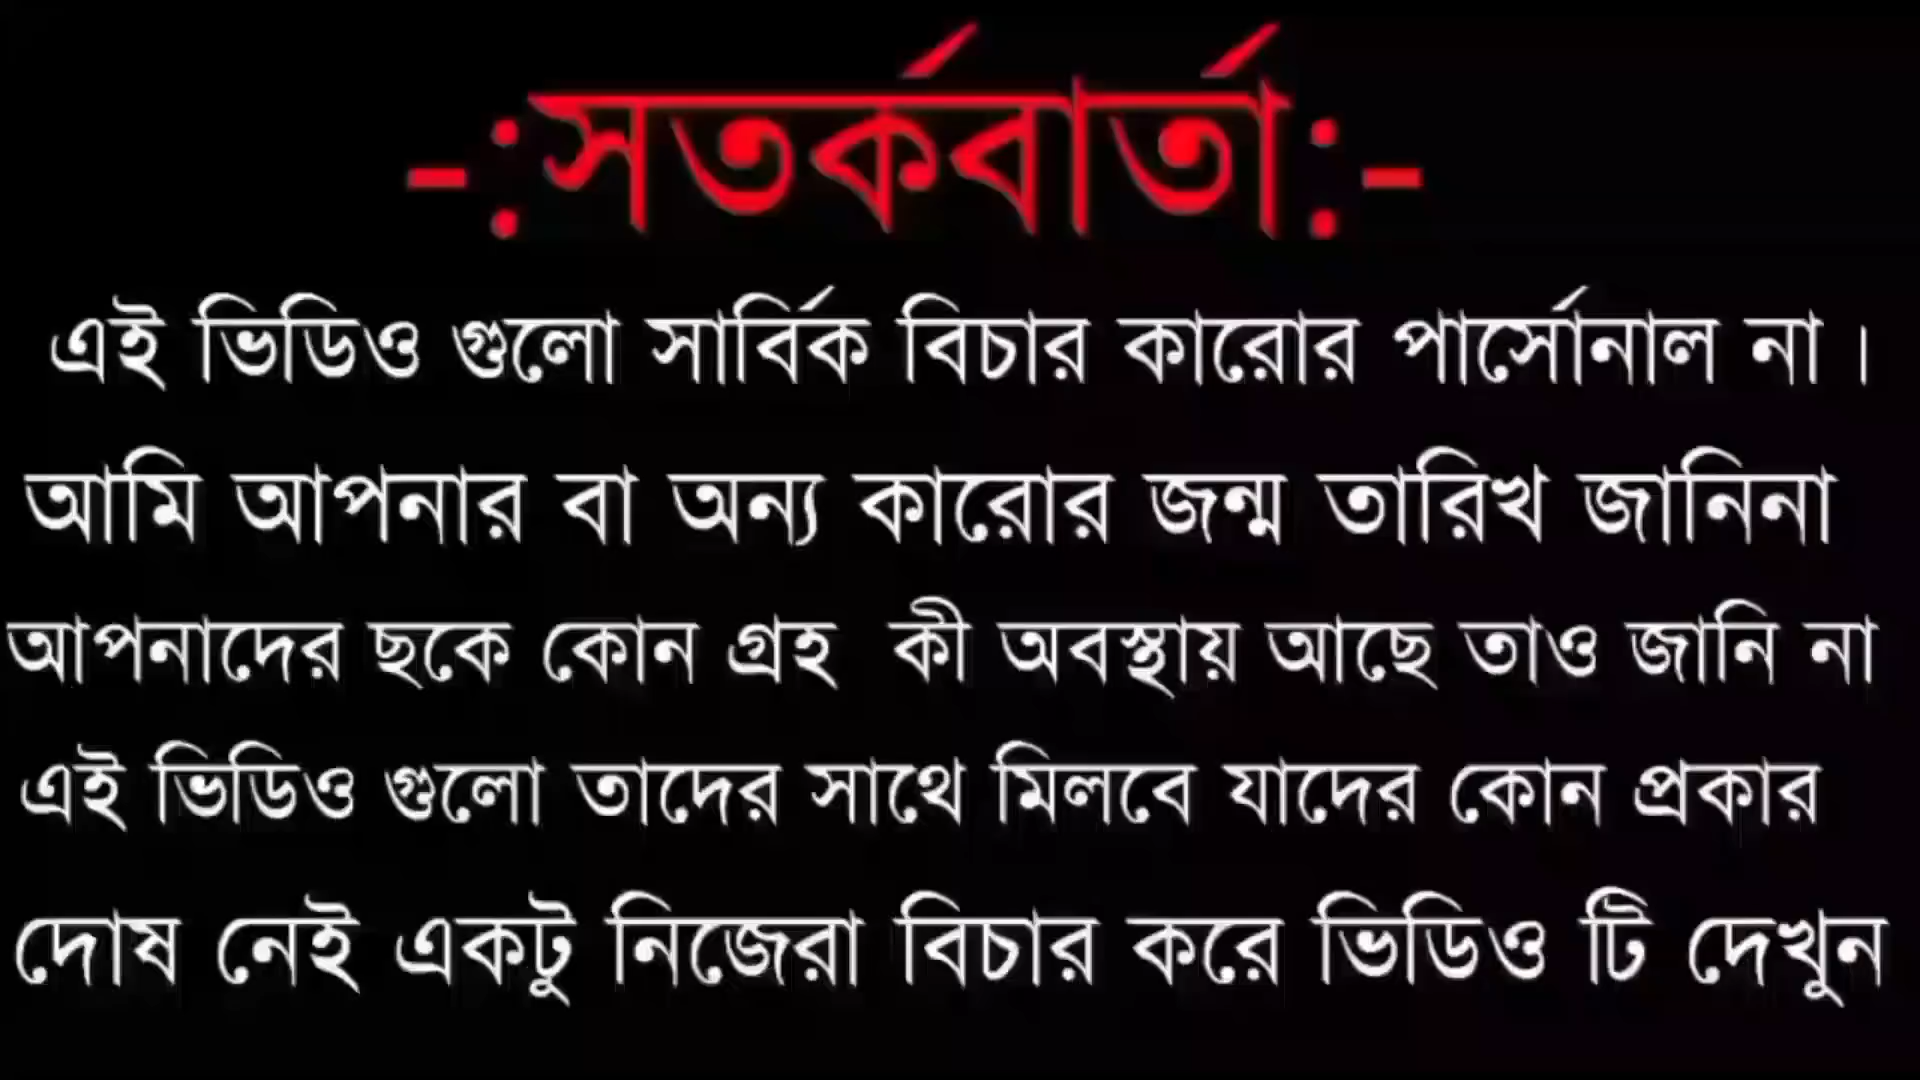 -:সতর্কবার্তা:-
এই ভিডিও গুলো সার্বিক বিচার কারোর পার্সোনাল না।
আমি আপনার বা অন্য কারোর জন্ম তারিখ জানিনা
আপনাদের ছকে কোন গ্রহ কী অবস্থায় আছে তাও জানি না
এই ভিডিও গুলো তাদের সাথে মিলবে যাদের কোন প্রকার
দোষ নেই একটু নিজেরা বিচার করে ভিডিও টি দেখুন